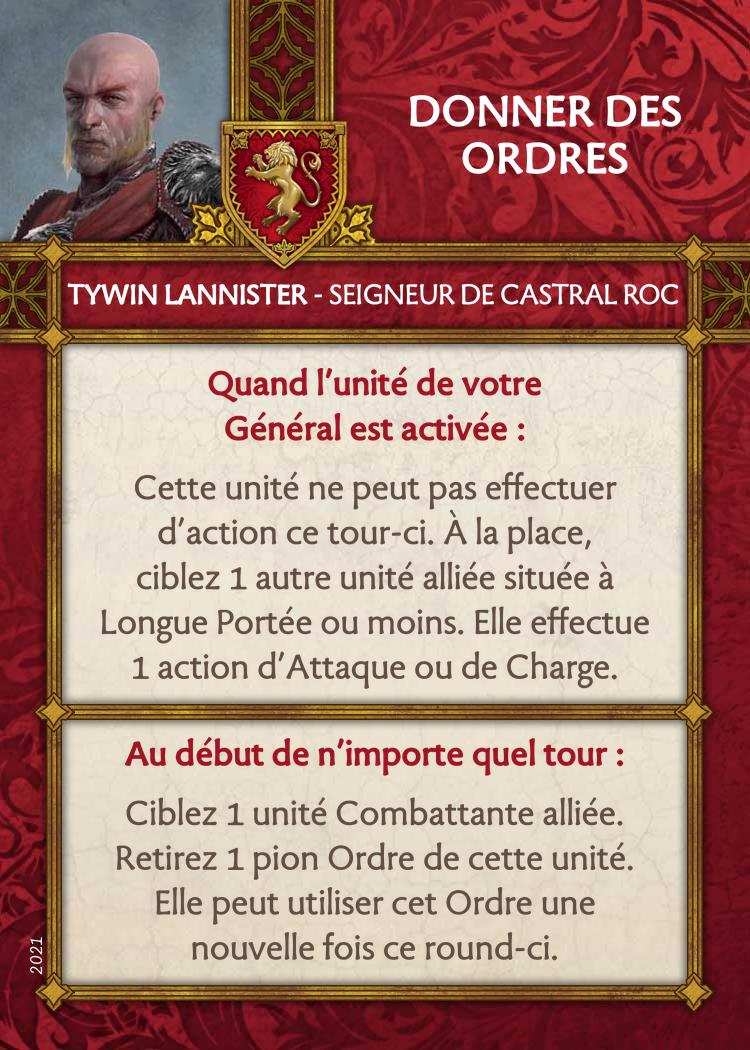 DONNER DES
ORDRES
TYWIN LANNISTER - SEIGNEUR DE CASTRAL ROC
Quand l'unité de votre
Général est activée :
Cette unité ne peut pas effectuer
d'action ce tour-ci. À la place,
ciblez 1 autre unité alliée située à
Longue Portée ou moins. Elle effectue
1 action d'Attaque ou de Charge.
Au début de n'importe quel tour :
Ciblez 1 unité Combattante alliée.
Retirez 1 pion Ordre de cette unité.
Elle peut utiliser cet Ordre une
nouvelle fois ce round-ci.
2021